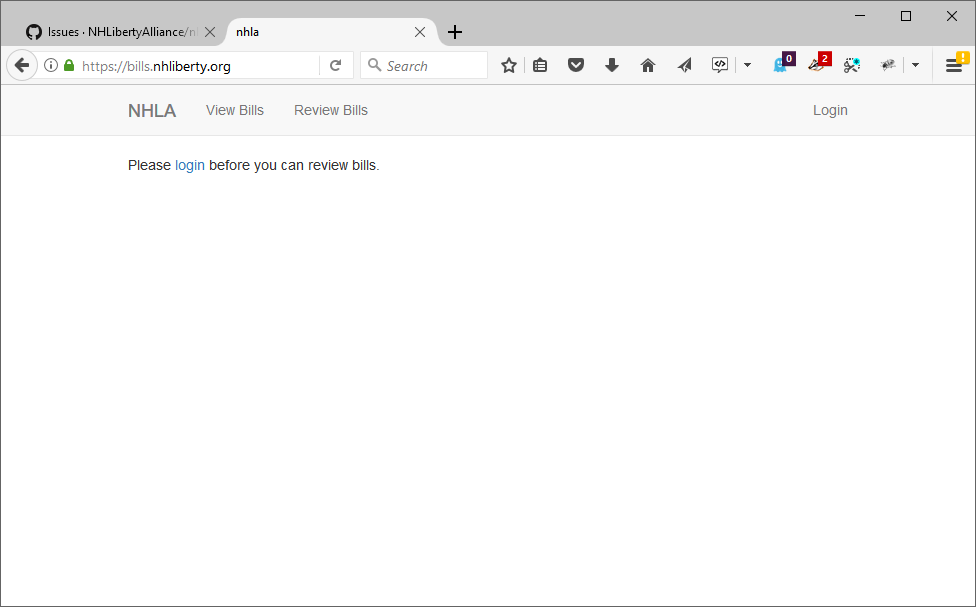 Issues · NHLibertyAlliance/nh
nhla
https://bills.nhliberty.org
Search
0
2
NHLA
View Bills
Review Bills
Login
Please login before you can review bills.